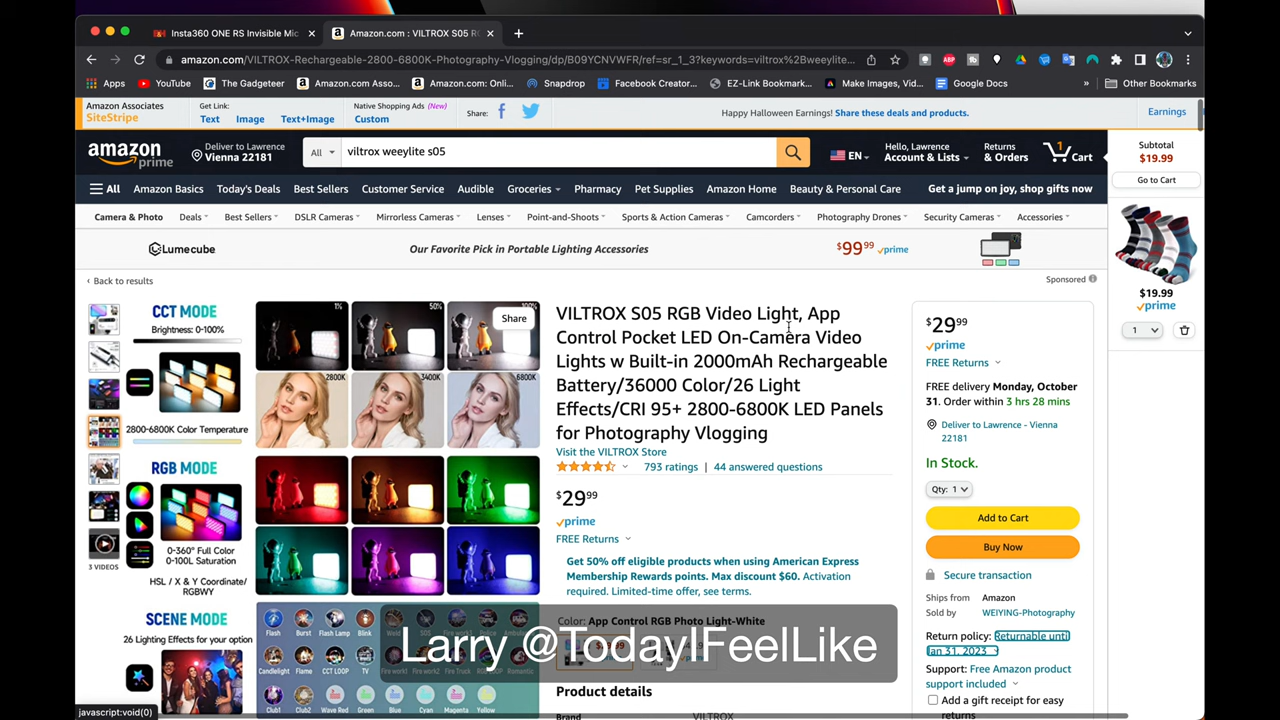 Insta360 ONE RS Invisible Mic
Amazon.com : VILTROX S05 RG
amazon.com/VILTROX-Rechargeable-2800-6800K-Photography-Vlogging/dp/B09YCNVWFR/ref=sr_1_3?keywords=viltrox%2Bweeylite...
Apps YouTube The Gadgeteer Amazon.com Asso... Amazon.com: Onli... Snapdrop Facebook Creator_3... EZ-Link Booking:... Make Images, Vid... Google Docs » Other Bookmarks
Amazon Associates
SiteStripe
Get Link:
Text Image Text+Image
Native Shopping Ads (New)
Custom
Share:
Happy Halloween Earnings! Share these deals and products.
Earnings
amazon
prime
Deliver to Lawrence
Vienna 22181
All viltrox weeylite s05
EN
Hello, Lawrence
Account & Lists
Returns
& Orders
1
Cart
All Amazon Basics Today's Deals Best Sellers Customer Service Audible Groceries Pharmacy Pet Supplies Amazon Home Beauty & Personal Care Get a jump on joy, shop gifts now
Camera & Photo Deals Best Sellers DSLR Cameras Mirrorless Cameras Lenses Point-and-Shoots Sports & Action Cameras Camcorders Photography Drones Security Cameras Accessories
Lumecube Our Favorite Pick in Portable Lighting Accessories $99⁹⁹ prime
Sponsored
‹ Back to results
Subtotal
$19.99
Go to Cart
$19.99
prime
1
CCT MODE
Brightness: 0-100%
2800-6800K Color Temperature
1% 50%
2800K 3400K 6800K
Share
RGB MODE
0-360° Full Color
0-100L Saturation
HSL / X & Y Coordinate/
RGBWY
SCENE MODE
26 Lighting Effects for your option
3 VIDEOS
Flash Burst Flash Lamp Blink
Candlelight Flame CCT LOOP TV
Club1 Club2 Wave Red Green Blue Cyan Magenta Yellow
VILTROX S05 RGB Video Light, App
Control Pocket LED On-Camera Video
Lights w Built-in 2000mAh Rechargeable
Battery/36000 Color/26 Light
Effects/CRI 95+ 2800-6800K LED Panels
for Photography Vlogging
Visit the VILTROX Store
793 ratings | 44 answered questions
$29⁹⁹
prime
FREE Returns
Get 50% off eligible products when using American Express
Membership Rewards points. Max discount $60. Activation
required. Limited-time offer, see terms.
Color: App Control RGB Photo Light-White
Larry @TodayIFeelLike
Product details
Brand VILTROX
$29⁹⁹
prime
FREE Returns
FREE delivery Monday, October
31. Order within 3 hrs 28 mins
Deliver to Lawrence - Vienna
22181
In Stock.
Qty: 1
Add to Cart
Buy Now
Secure transaction
Ships from Amazon
Sold by WEIYING-Photography
Return policy: Returnable until
Jan 31, 2023
Support: Free Amazon product
support included
Add a gift receipt for easy
returns
javascript:void(0)